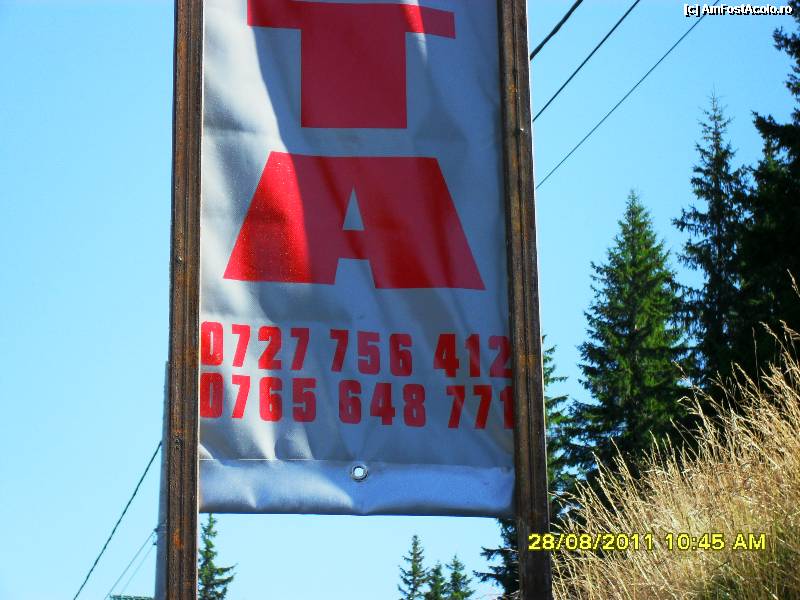 [c] AmFostAcolo.ro
T
A
0727 756 412
0765 648 771
28/08/2011 10:45 AM